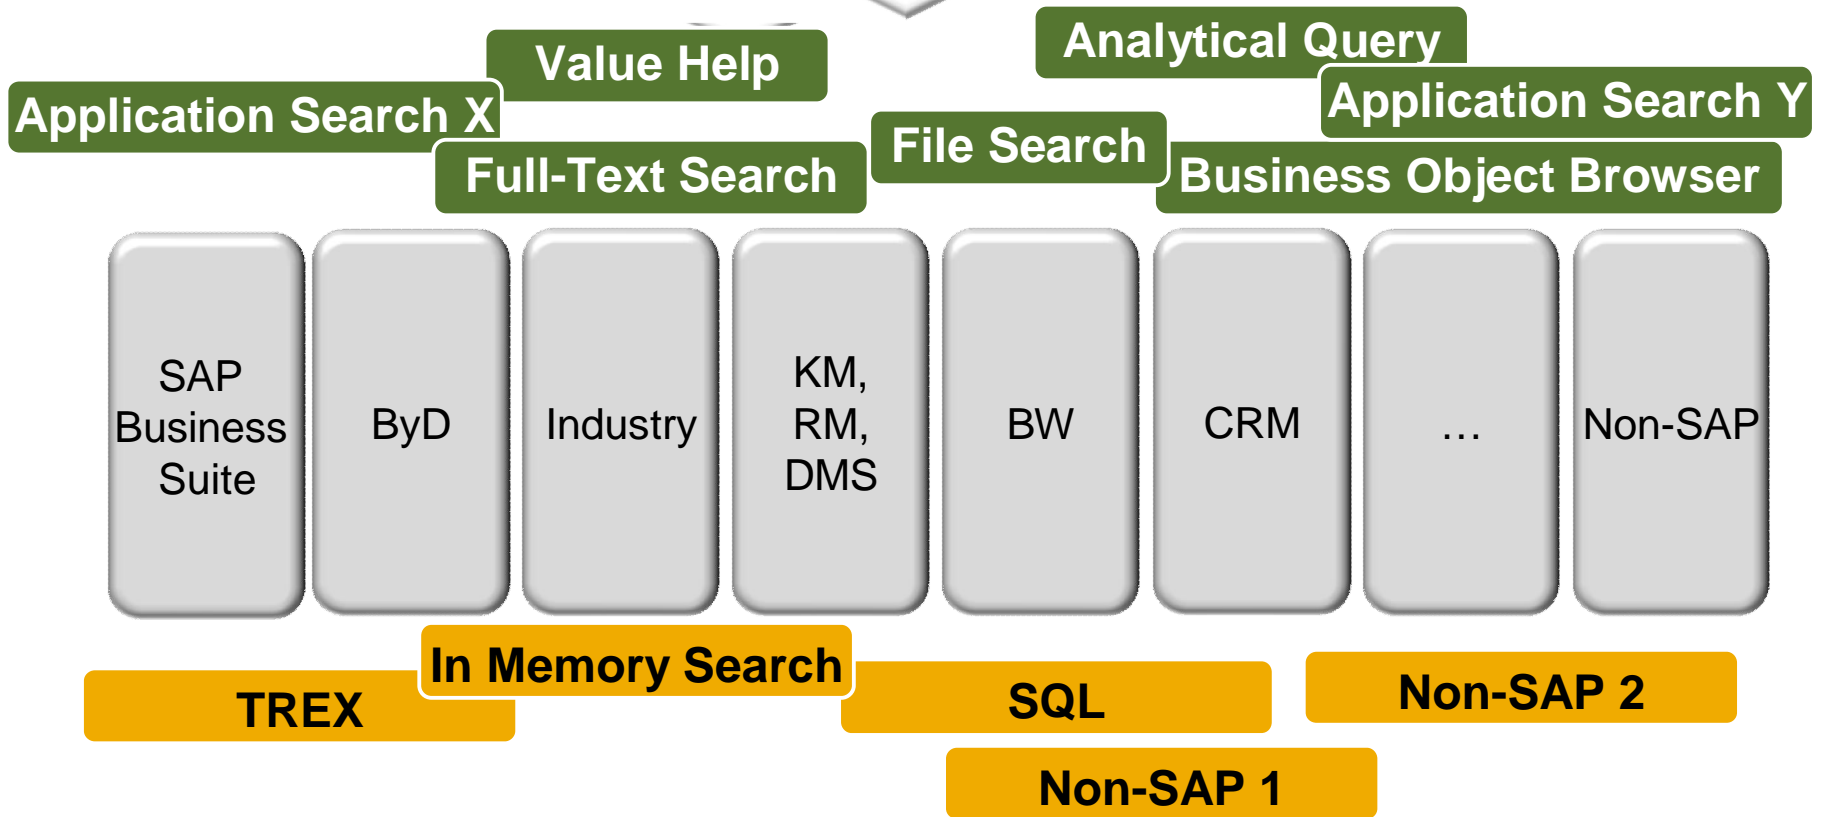 Value Help
Analytical Query
Application Search X
Application Search Y
File Search
Full-Text Search
Business Object Browser
SAP
Business
Suite
ByD
Industry
KM,
RM,
DMS
BW
CRM
…
Non-SAP
In Memory Search
TREX
SQL
Non-SAP 2
Non-SAP 1